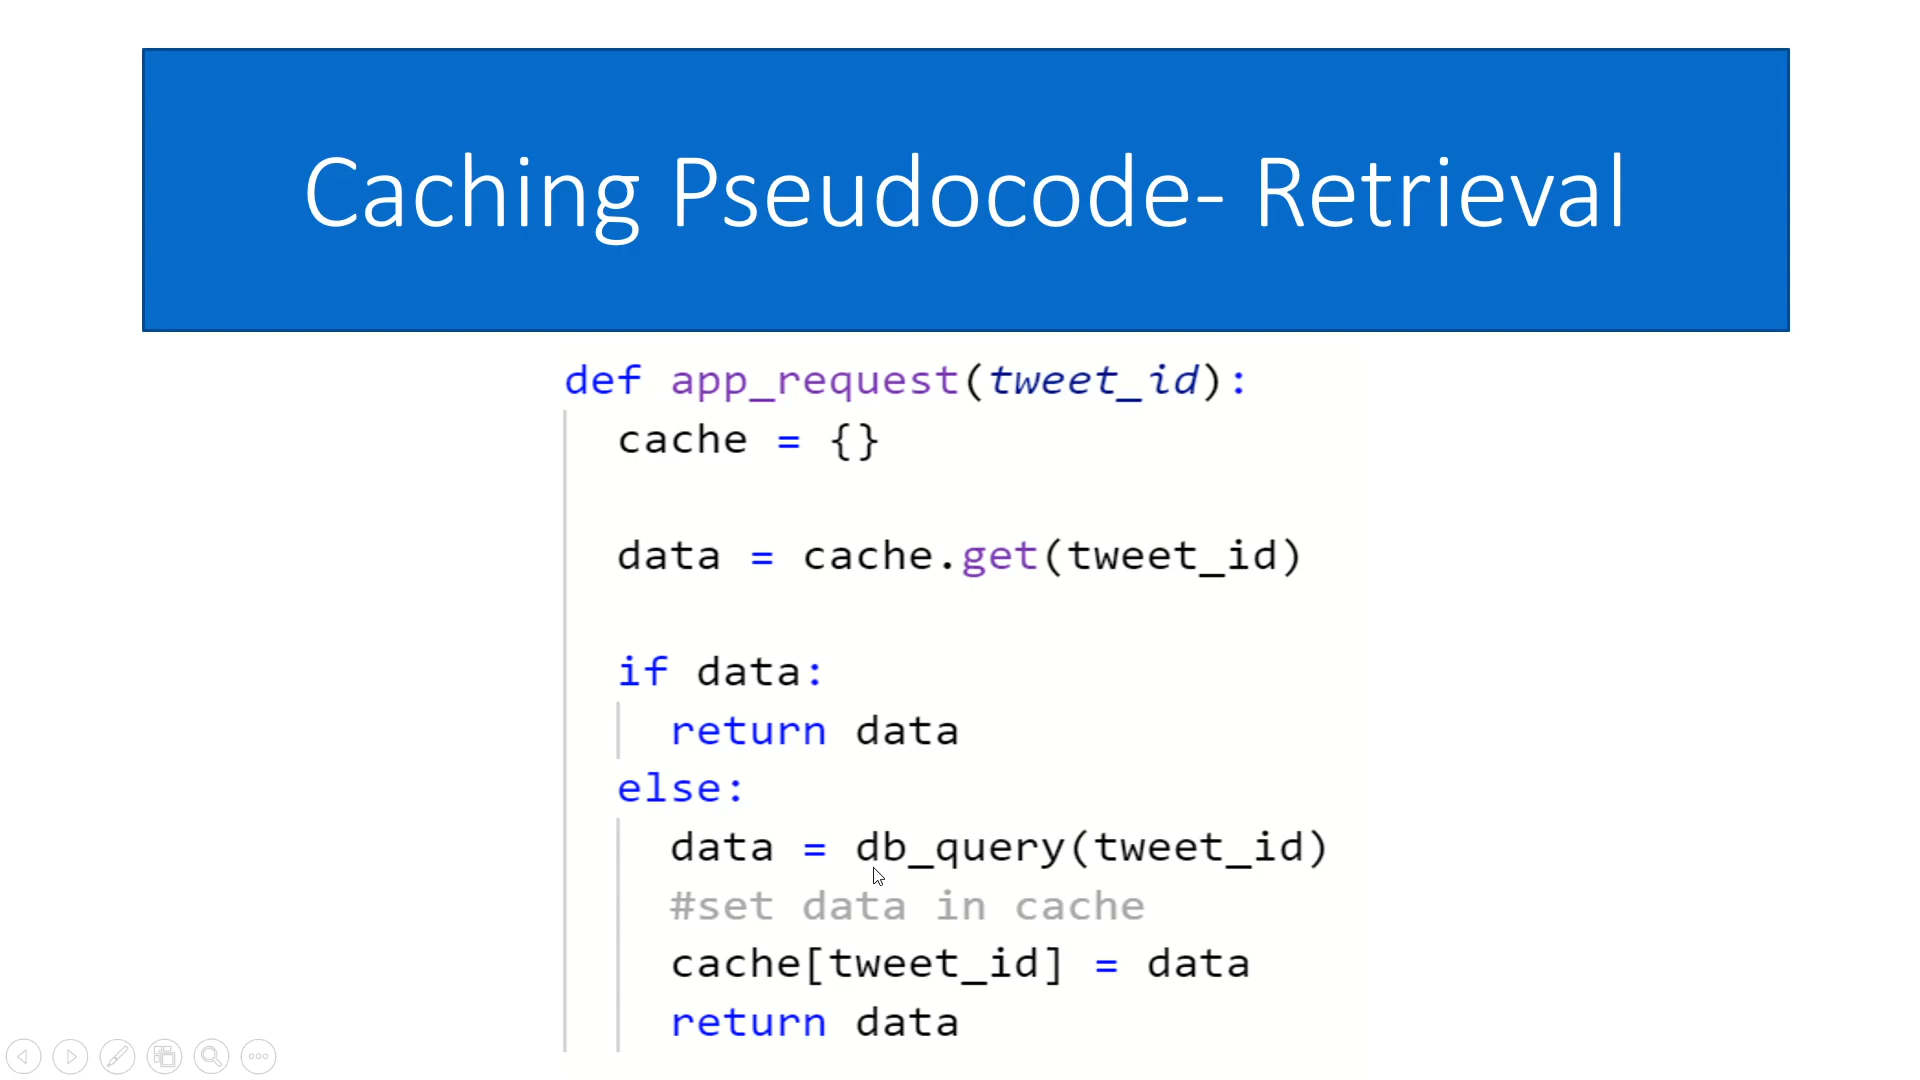 Caching Pseudocode- Retrieval
def app_request(tweet_id):
cache = {}
data = cache.get(tweet_id)
if data:
return data
else:
data = db_query(tweet_id)
#set data in cache
cache[tweet_id] = data
return data